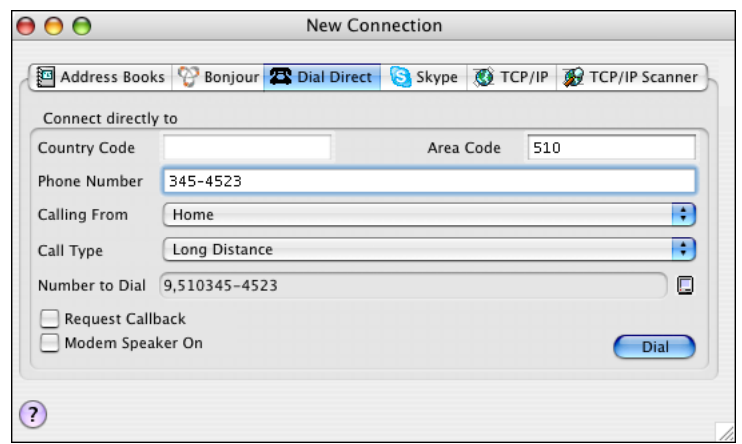 New Connection
Address Books Bonjour Dial Direct Skype TCP/IP TCP/IP Scanner
Connect directly to
Country Code Area Code 510
Phone Number 345-4523
Calling From Home
Call Type Long Distance
Number to Dial 9,510345-4523
Request Callback
Modem Speaker On
Dial
?